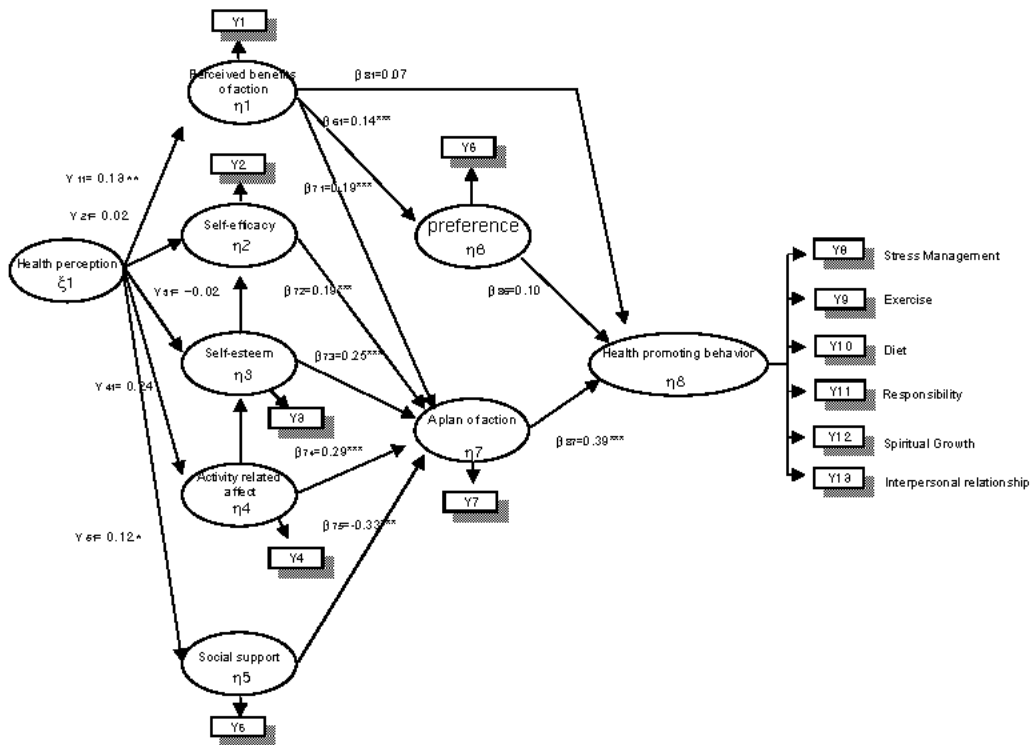 Y1
Perceived benefits
of action
η1
β81=0.07
β61=0.14***
Y6
Y2
β71=0.19***
γ11= 0.13**
γ21= 0.02
Self-efficacy
η2
preference
η6
Health perception
ξ1
Y8
Stress Management
γ31= -0.02
β72=0.19***
β86=0.10
Y9
Exercise
Self-esteem
η3
β73=0.25***
Health promoting behavior
η8
Y10
Diet
γ41= 0.24
Y11
Responsibility
Y3
A plan of action
η7
Y12
Spiritual Growth
β74=0.29***
β87=0.39***
Activity related
affect
η4
Y13
Interpersonal relationship
Y7
β75=-0.33***
γ51= 0.12*
Y4
Social support
η5
Y5